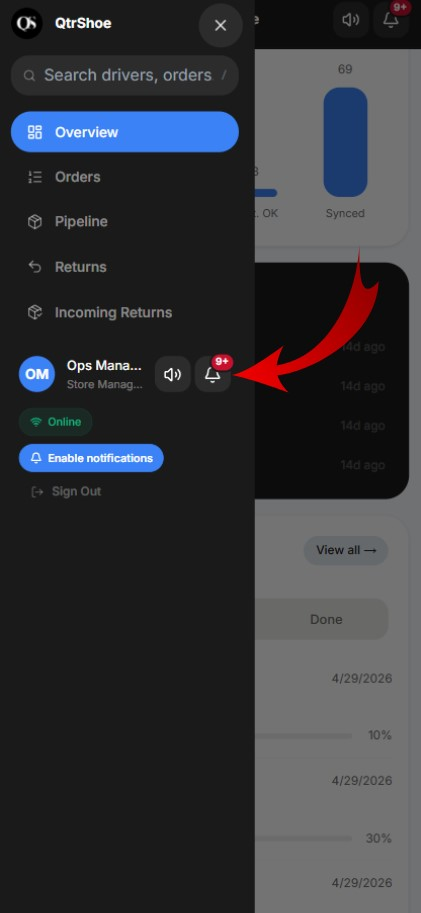 QS QtrShoe
Search drivers, orders /
Overview
Orders
Pipeline
Returns
Incoming Returns
OM
Ops Mana...
Store Manag...
9+
Online
Enable notifications
Sign Out
e
9+
69
3
t. OK
Synced
14d ago
14d ago
14d ago
14d ago
View all →
Done
4/29/2026
10%
4/29/2026
30%
4/29/2026